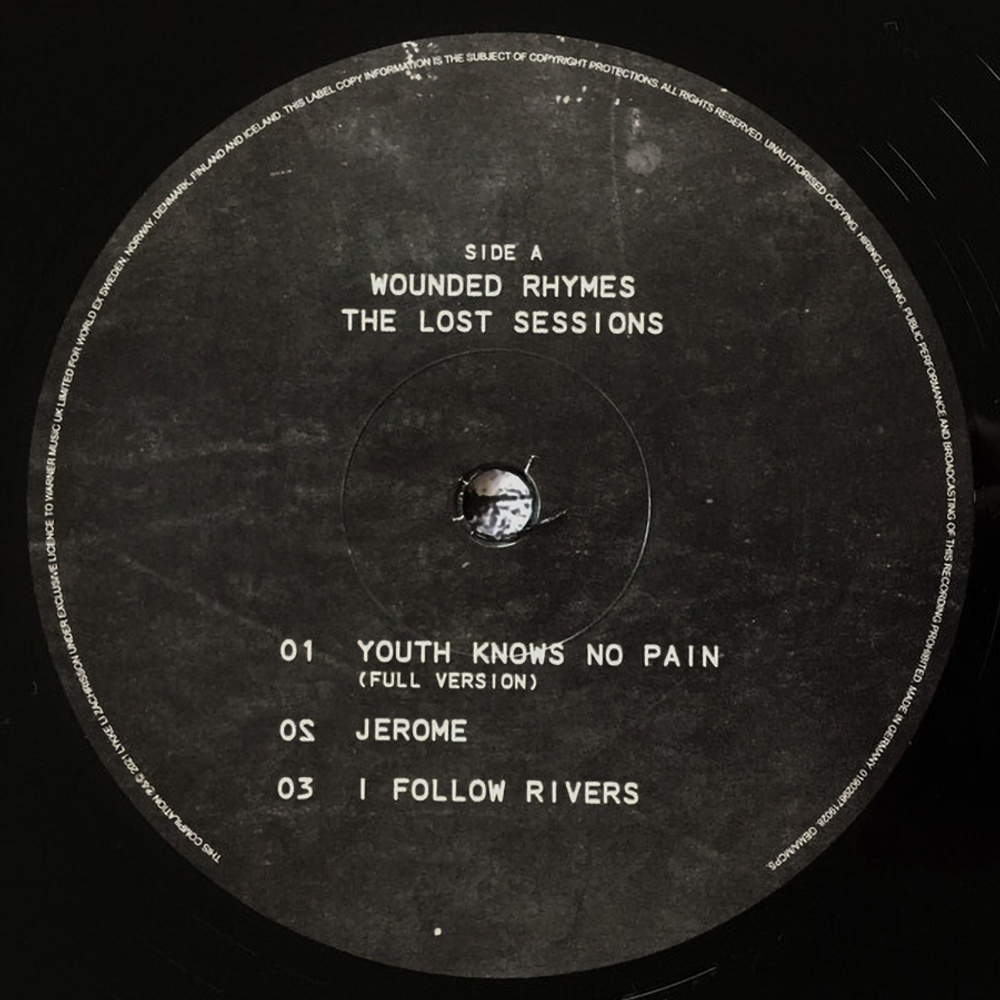 SIDE A
WOUNDED RHYMES
THE LOST SESSIONS
01 YOUTH KNOWS NO PAIN
(FULL VERSION)
02 JEROME
03 I FOLLOW RIVERS
THIS COMPILATION P&C 2021 LYKKE LI ZACHRISSON UNDER EXCLUSIVE LICENCE TO WARNER MUSIC UK LIMITED FOR WORLD EX SWEDEN, NORWAY, DENMARK, FINLAND AND ICELAND. THIS LABEL COPY INFORMATION IS THE SUBJECT OF COPYRIGHT PROTECTIONS. ALL RIGHTS RESERVED. UNAUTHORISED COPYING, HIRING, LENDING, PUBLIC PERFORMANCE AND BROADCASTING OF THIS RECORDING PROHIBITED. MADE IN GERMANY. 0190296719028. GEMA/MCPS.